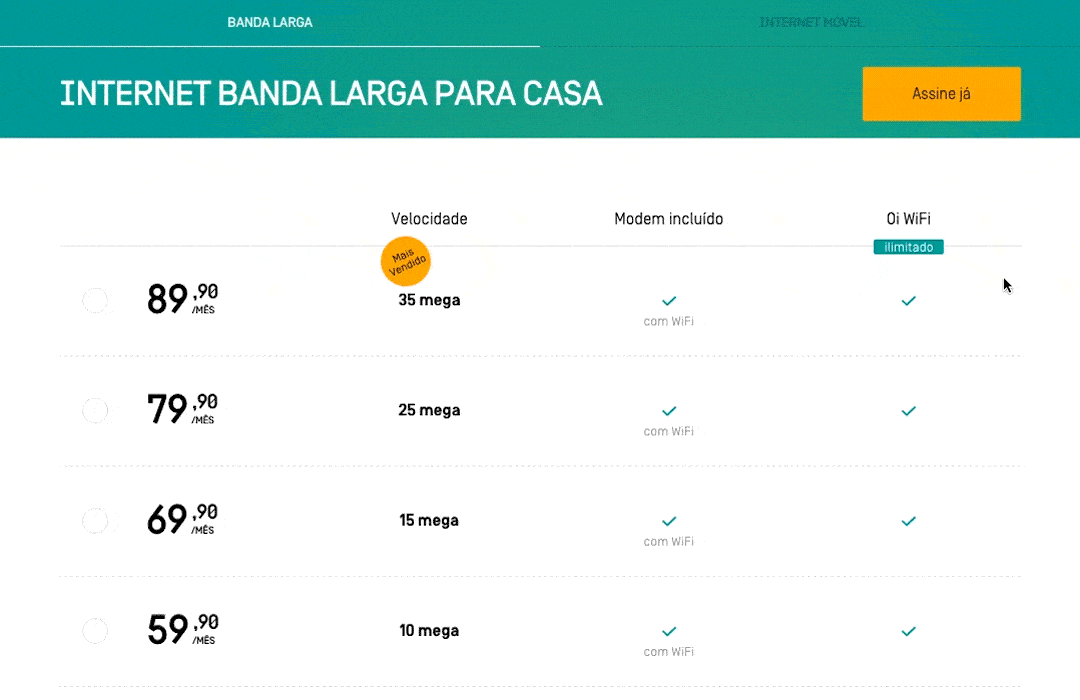 BANDA LARGA
INTERNET MÓVEL
INTERNET BANDA LARGA PARA CASA
Assine já
Velocidade
Modem incluído
Oi WiFi
ilimitado
Mais
Vendido
89,90
/MÊS
35 mega
com WiFi
79,90
/MÊS
25 mega
com WiFi
69,90
/MÊS
15 mega
com WiFi
59,90
/MÊS
10 mega
com WiFi